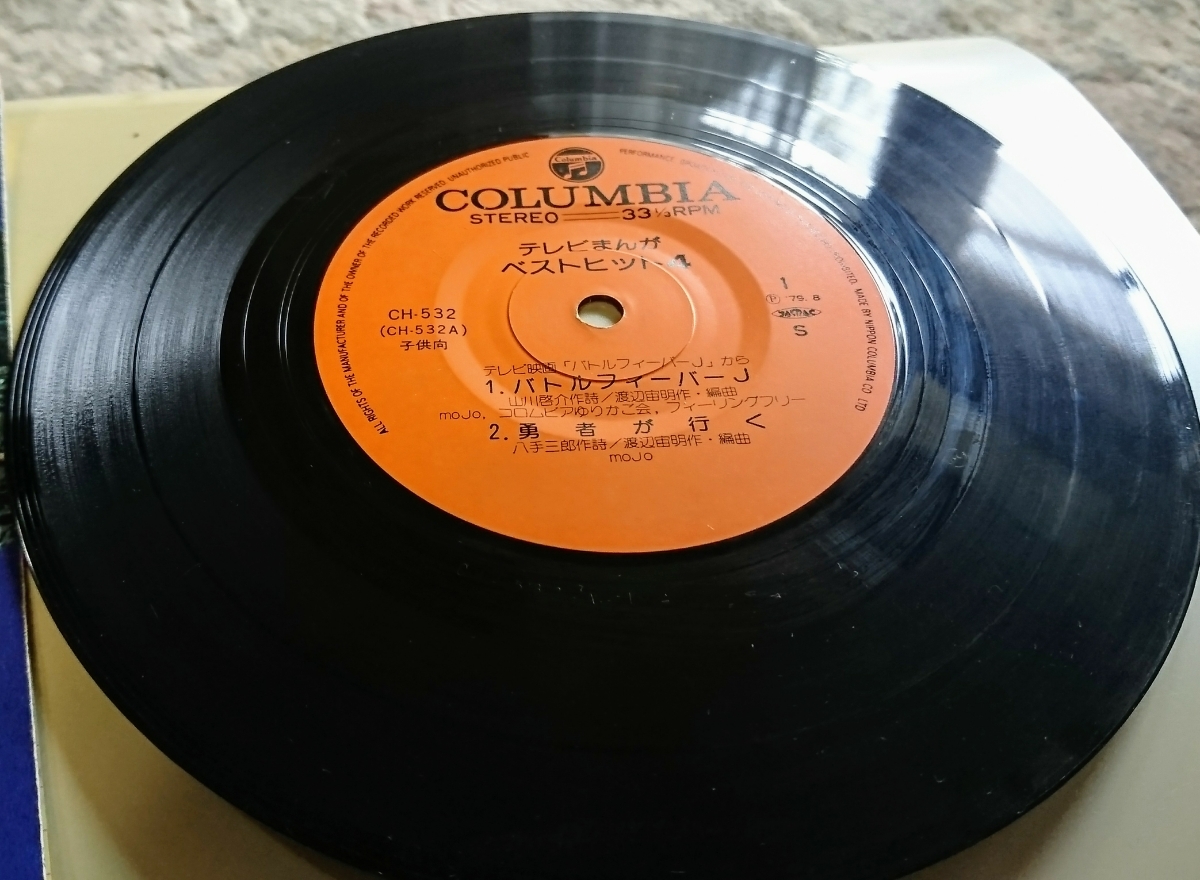 Columbia
COLUMBIA
STEREO 33⅓RPM
テレビまんが
ベストヒット4
CH-532
(CH-532A)
子供向
1
Ⓟ '79. 8
JASRAC
S
テレビ映画「バトルフィーバーJ」から
1. バトルフィーバーJ
山川啓介作詩/渡辺宙明作・編曲
moJo, コロムビアゆりかご会, フィーリングフリー
2. 勇者が行く
八手三郎作詩/渡辺宙明作・編曲
moJo
ALL RIGHTS OF THE MANUFACTURER AND OF THE OWNER OF THE RECORDED WORK RESERVED. UNAUTHORIZED PUBLIC PERFORMANCE MADE BY NIPPON COLUMBIA CO. LTD